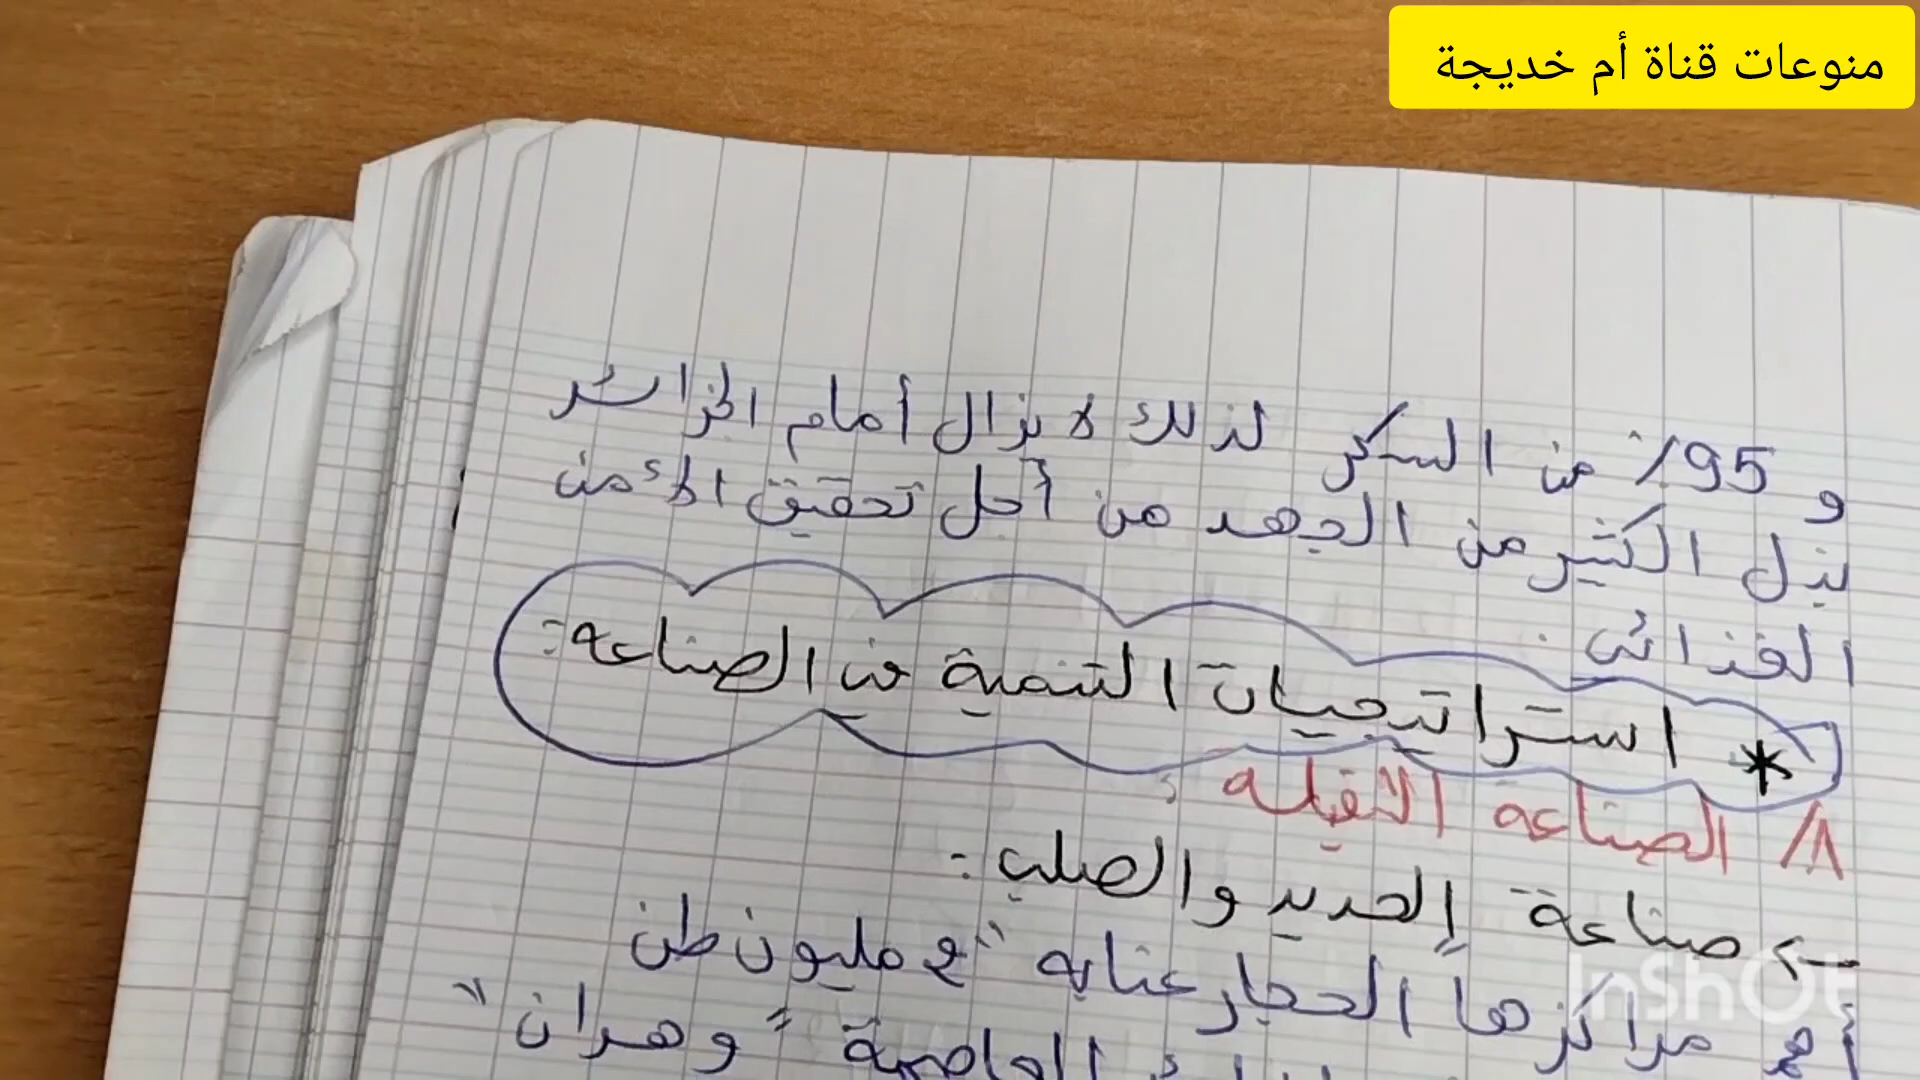 منوعات قناة أم خديجة
و 95٪ من السكر لذلك لا يزال أمام الجزائر
بذل الكثير من الجهد من أجل تحقيق الأمن
الغذائي.
* استراتيجيات التنمية في الصناعة:
1/ الصناعة الثقيلة:
صناعة الحديد والصلب:
أهم مراكزها الحجار عنابه "2 مليون طن
" العاصمة "وهران"
InShOt